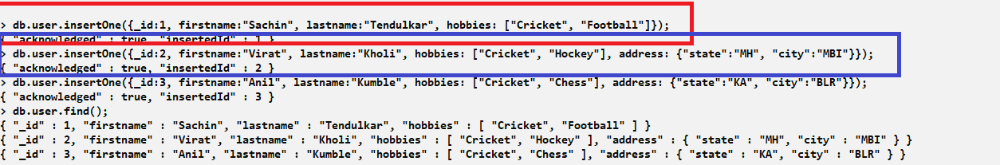 > db.user.insertOne({_id:1, firstname:"Sachin", lastname:"Tendulkar", hobbies: ["Cricket", "Football"]});
{ "acknowledged" : true, "insertedId" : 1 }
> db.user.insertOne({_id:2, firstname:"Virat", lastname:"Kholi", hobbies: ["Cricket", "Hockey"], address: {"state":"MH", "city":"MBI"}});
{ "acknowledged" : true, "insertedId" : 2 }
> db.user.insertOne({_id:3, firstname:"Anil", lastname:"Kumble", hobbies: ["Cricket", "Chess"], address: {"state":"KA", "city":"BLR"}});
{ "acknowledged" : true, "insertedId" : 3 }
> db.user.find();
{ "_id" : 1, "firstname" : "Sachin", "lastname" : "Tendulkar", "hobbies" : [ "Cricket", "Football" ] }
{ "_id" : 2, "firstname" : "Virat", "lastname" : "Kholi", "hobbies" : [ "Cricket", "Hockey" ], "address" : { "state" : "MH", "city" : "MBI" } }
{ "_id" : 3, "firstname" : "Anil", "lastname" : "Kumble", "hobbies" : [ "Cricket", "Chess" ], "address" : { "state" : "KA", "city" : "BLR" } }